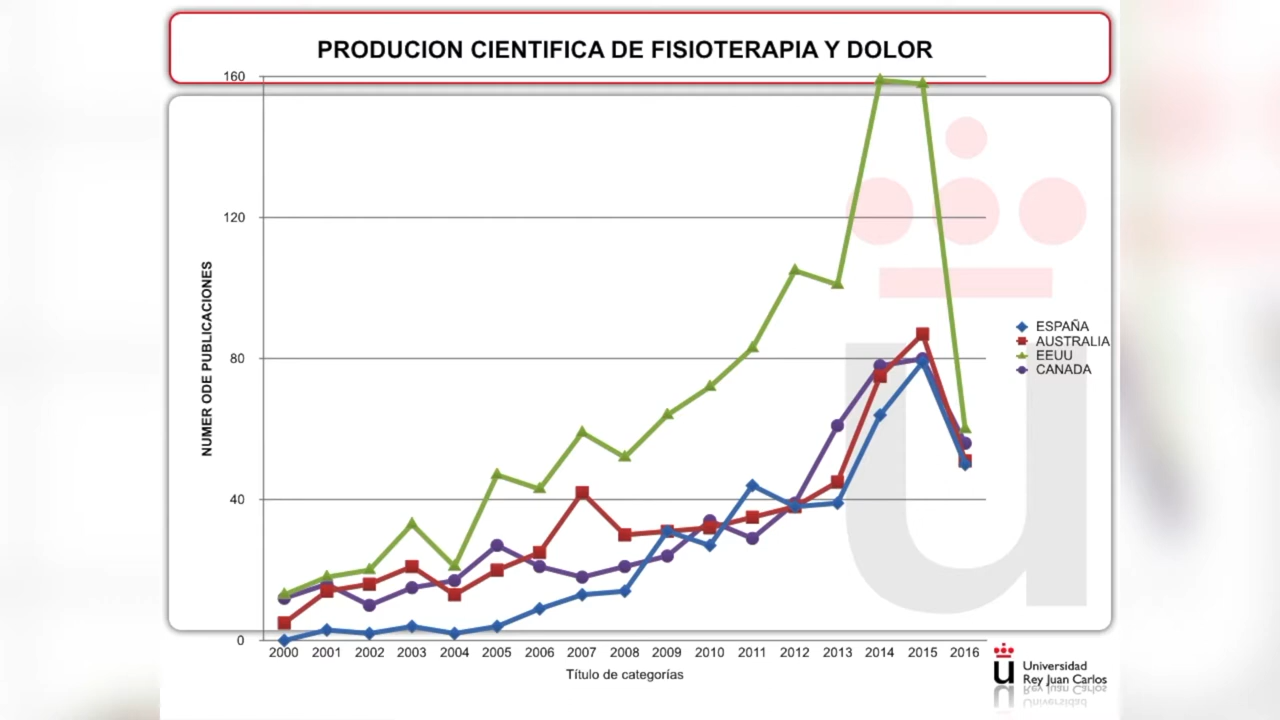 PRODUCION CIENTIFICA DE FISIOTERAPIA Y DOLOR
160
120
80
40
0
NUMER ODE PUBLICACIONES
ESPAÑA
AUSTRALIA
EEUU
CANADA
2000 2001 2002 2003 2004 2005 2006 2007 2008 2009 2010 2011 2012 2013 2014 2015 2016
Título de categorías
u
Universidad
Rey Juan Carlos